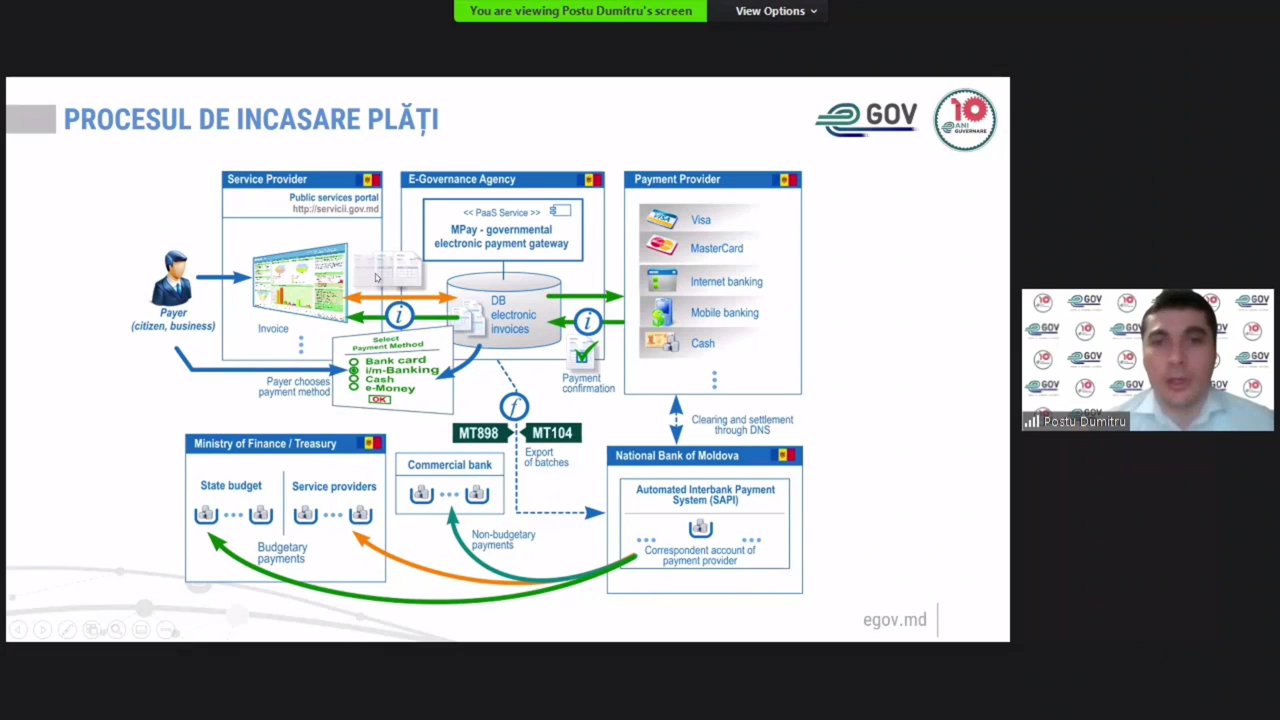 You are viewing Postu Dumitru's screen
View Options
PROCESUL DE INCASARE PLĂȚI
GOV
10
ANI
GUVERNARE
Service Provider
Public services portal
http://servicii.gov.md
E-Governance Agency
<< PaaS Service >>
MPay - governmental
electronic payment gateway
Payment Provider
VISA
Visa
MasterCard
Internet banking
Mobile banking
Cash
Payer
(citizen, business)
Invoice
i
DB
electronic
invoices
i
Select
Payment Method
Bank card
i/m-Banking
Cash
e-Money
OK
Payer chooses
payment method
Payment
confirmation
f
MT898
MT104
Export
of batches
Clearing and settlement
through DNS
Ministry of Finance / Treasury
State budget
Service providers
Budgetary
payments
Commercial bank
Non-budgetary
payments
National Bank of Moldova
Automated Interbank Payment
System (SAPI)
Correspondent account of
payment provider
egov.md
GOV
Postu Dumitru